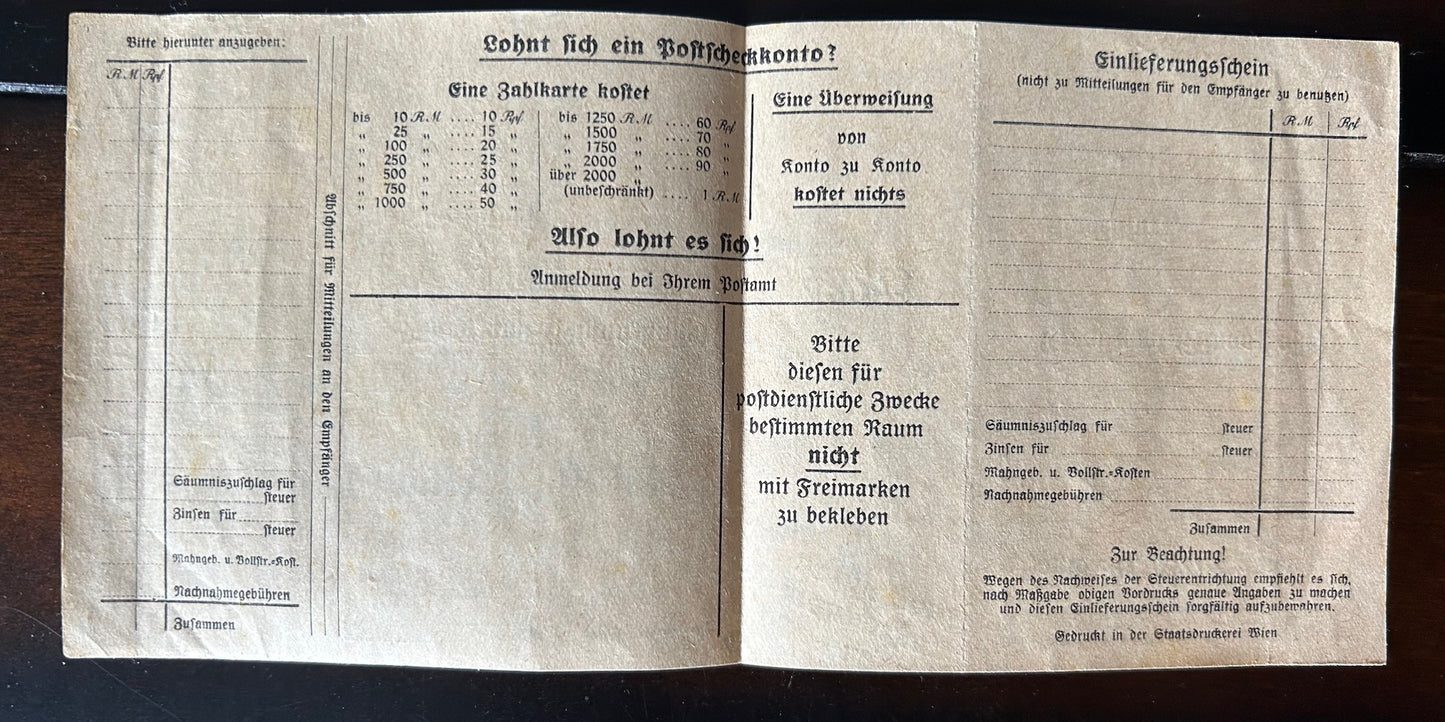 Bitte hierunter anzugeben:
RM Rpf
Säumniszuschlag für
steuer
Zinsen für
steuer
Mahngeb. u. Vollstr.=Kost.
Nachnahmegebühren
Zusammen
Abschnitt für Mitteilungen an den Empfänger
Lohnt sich ein Postscheckkonto?
Eine Zahlkarte kostet
bis 10 RM .... 10 Rpf
„ 25 „ .... 15 „
„ 100 „ .... 20 „
„ 250 „ .... 25 „
„ 500 „ .... 30 „
„ 750 „ .... 40 „
„ 1000 „ .... 50 „
bis 1250 RM .... 60 Rpf
„ 1500 „ .... 70 „
„ 1750 „ .... 80 „
„ 2000 „ .... 90 „
über 2000 „
(unbeschränkt) .... 1 RM
Eine Überweisung
von
Konto zu Konto
kostet nichts
Also lohnt es sich!
Anmeldung bei Ihrem Postamt
Bitte
diesen für
postdienstliche Zwecke
bestimmten Raum
nicht
mit Freimarken
zu bekleben
Einlieferungsschein
(nicht zu Mitteilungen für den Empfänger zu benutzen)
RM Rpf
Säumniszuschlag für steuer
Zinsen für steuer
Mahngeb. u. Vollstr.=Kosten
Nachnahmegebühren
Zusammen
Zur Beachtung!
Wegen des Nachweises der Steuerentrichtung empfiehlt es sich,
nach Maßgabe obigen Vordrucks genaue Angaben zu machen
und diesen Einlieferungsschein sorgfältig aufzubewahren.
Gedruckt in der Staatsdruckerei Wien